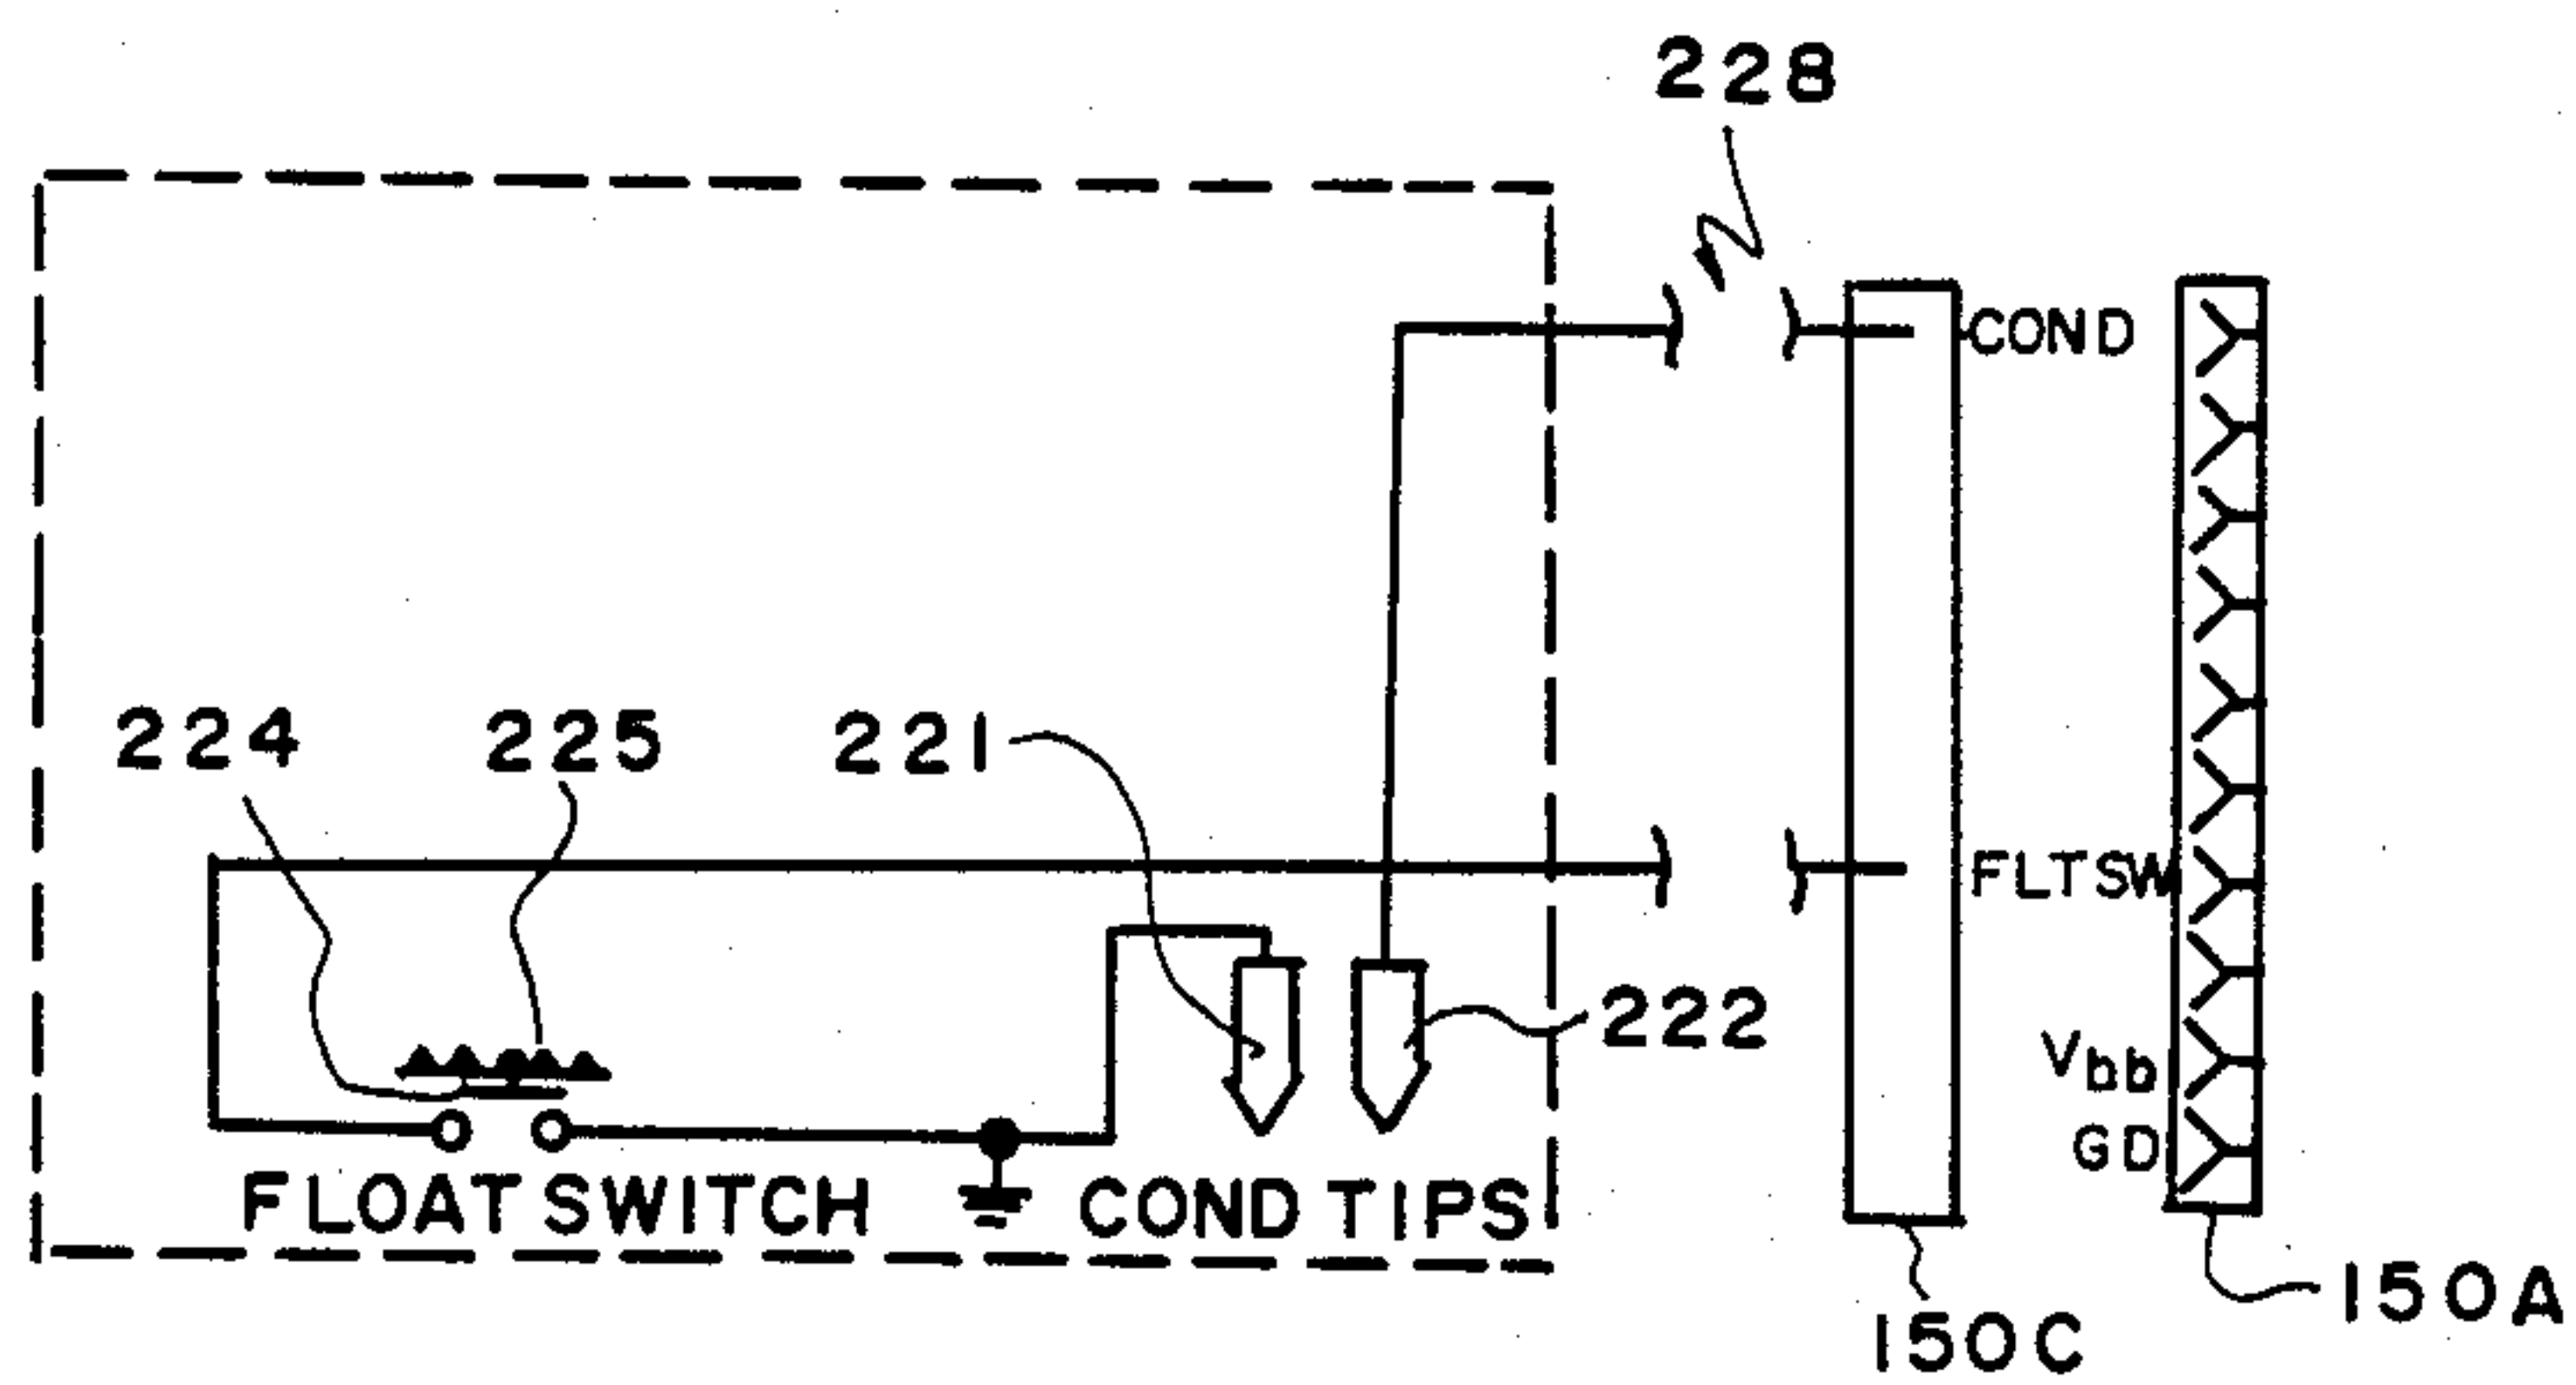 228
COND
224 225 221
FLTSW
222
Vbb
GD
FLOAT SWITCH COND TIPS
150A
150C